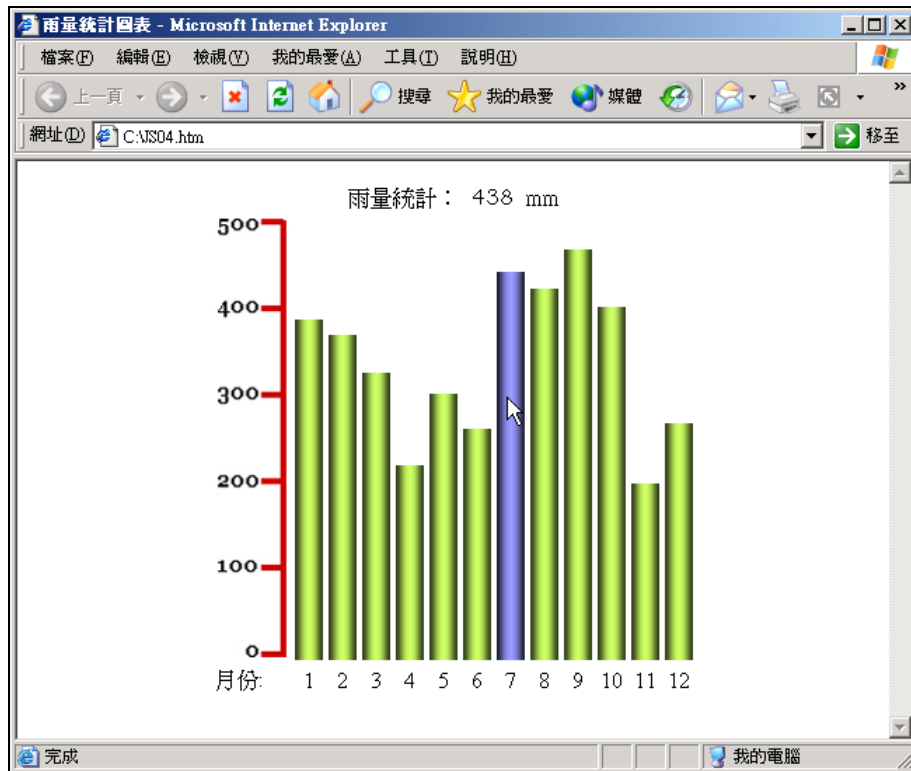 雨量統計圖表 - Microsoft Internet Explorer
檔案(F) 編輯(E) 檢視(V) 我的最愛(A) 工具(T) 說明(H)
上一頁 搜尋 我的最愛 媒體 »
網址(D) C:\JS04.htm 移至
雨量統計： 438 mm
500
400
300
200
100
0
月份: 1 2 3 4 5 6 7 8 9 10 11 12
完成 我的電腦